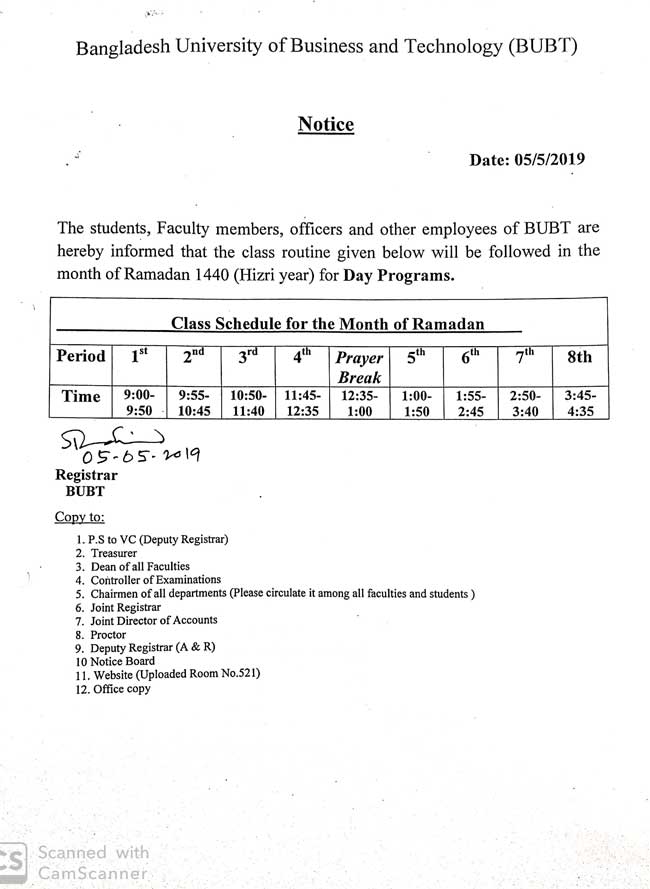 Bangladesh University of Business and Technology (BUBT)
Notice
Date: 05/5/2019
The students, Faculty members, officers and other employees of BUBT are
hereby informed that the class routine given below will be followed in the
month of Ramadan 1440 (Hizri year) for Day Programs.
Class Schedule for the Month of Ramadan
Period 1st 2nd 3rd 4th Prayer Break 5th 6th 7th 8th
Time 9:00-9:50 9:55-10:45 10:50-11:40 11:45-12:35 12:35-1:00 1:00-1:50 1:55-2:45 2:50-3:40 3:45-4:35
05-05-2019
Registrar
BUBT
Copy to:
1. P.S to VC (Deputy Registrar)
2. Treasurer
3. Dean of all Faculties
4. Controller of Examinations
5. Chairmen of all departments (Please circulate it among all faculties and students )
6. Joint Registrar
7. Joint Director of Accounts
8. Proctor
9. Deputy Registrar (A & R)
10 Notice Board
11. Website (Uploaded Room No.521)
12. Office copy
CS Scanned with
CamScanner